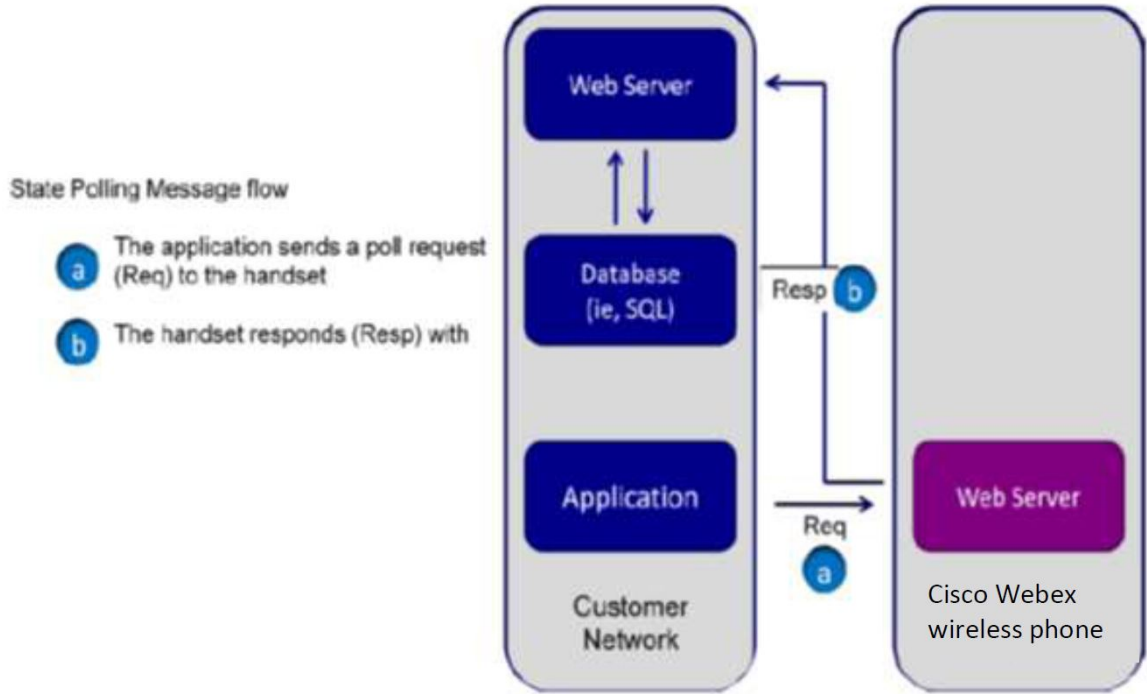 State Polling Message flow
a
The application sends a poll request
(Req) to the handset
b
The handset responds (Resp) with
Web Server
Database
(ie, SQL)
Application
Customer
Network
Resp
b
Req
a
Web Server
Cisco Webex
wireless phone